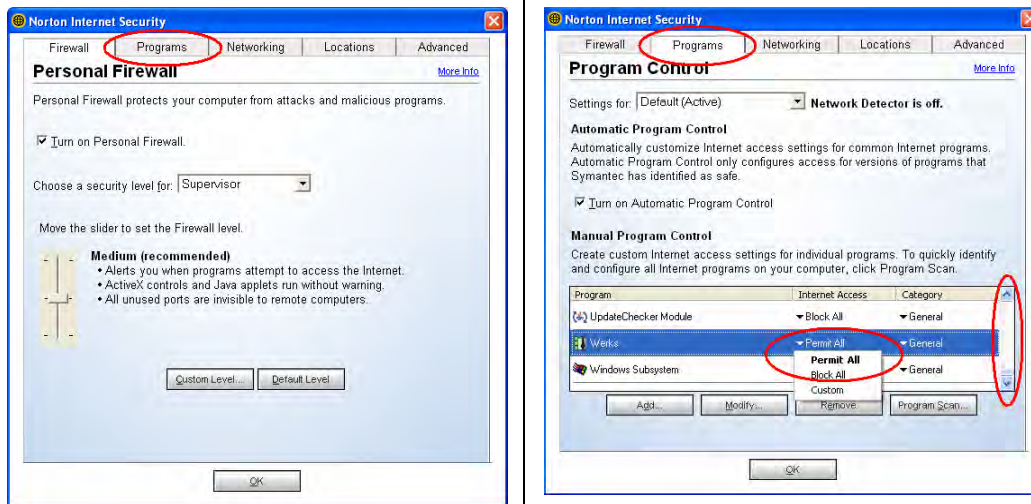 Norton Internet Security
Firewall Programs Networking Locations Advanced
Personal Firewall
More Info
Personal Firewall protects your computer from attacks and malicious programs.
Turn on Personal Firewall.
Choose a security level for: Supervisor
Move the slider to set the Firewall level.
Medium (recommended)
• Alerts you when programs attempt to access the Internet.
• ActiveX controls and Java applets run without warning.
• All unused ports are invisible to remote computers.
Custom Level... Default Level
OK
Norton Internet Security
Firewall Programs Networking Locations Advanced
Program Control
More Info
Settings for: Default (Active) Network Detector is off.
Automatic Program Control
Automatically customize Internet access settings for common Internet programs.
Automatic Program Control only configures access for versions of programs that
Symantec has identified as safe.
Turn on Automatic Program Control
Manual Program Control
Create custom Internet access settings for individual programs. To quickly identify
and configure all Internet programs on your computer, click Program Scan.
Program Internet Access Category
UpdateChecker Module Block All General
Werks Permit All General
Permit All
Windows Subsystem Block All General
Custom
Add... Modify... Remove Program Scan...
OK